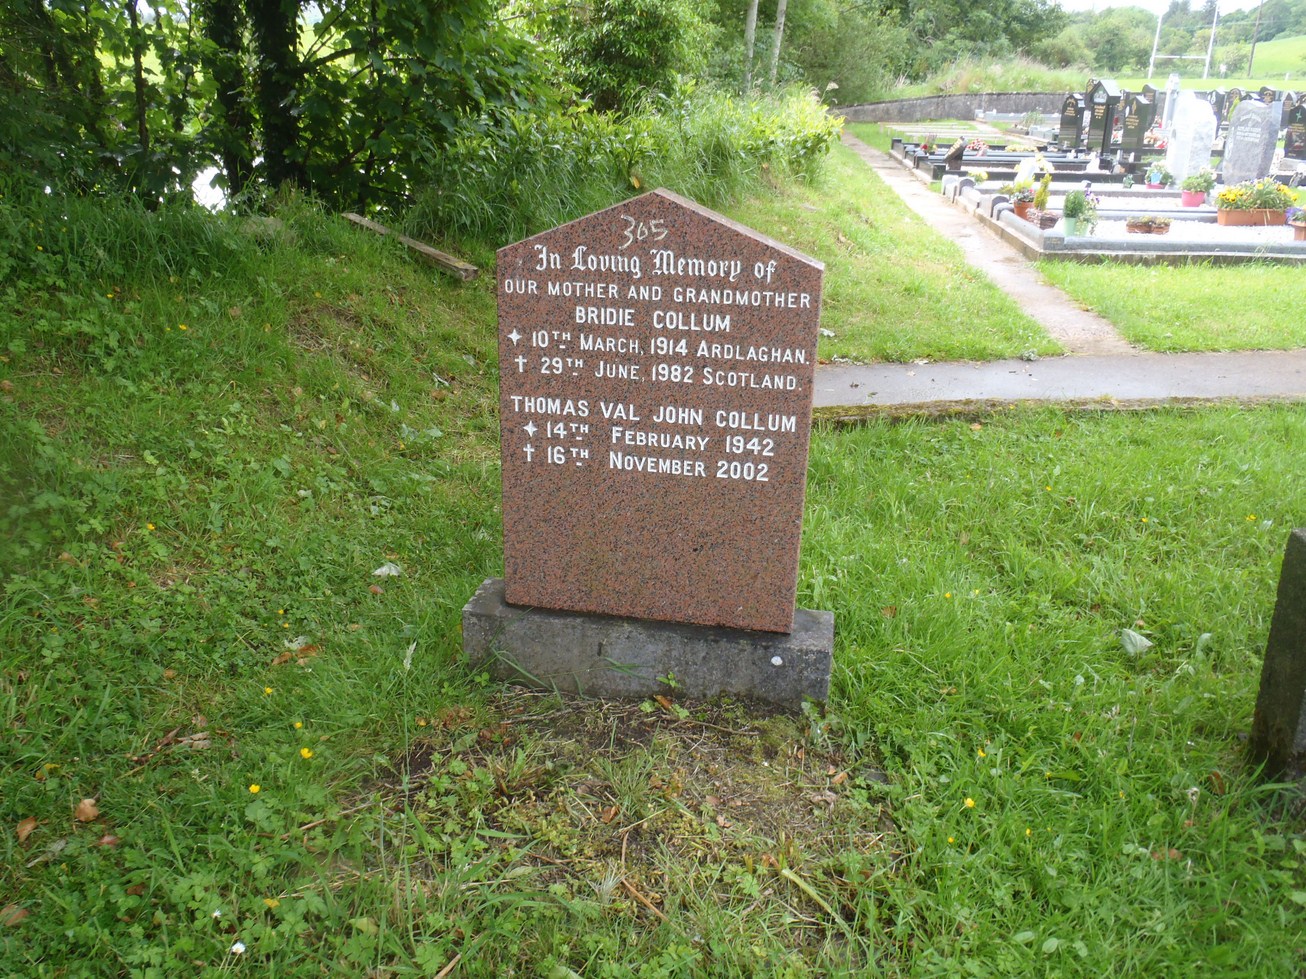 365
In Loving Memory of
OUR MOTHER AND GRANDMOTHER
BRIDIE COLLUM
✦ 10TH MARCH, 1914 ARDLAGHAN.
† 29TH JUNE, 1982 SCOTLAND.
THOMAS VAL JOHN COLLUM
✦ 14TH FEBRUARY 1942
† 16TH NOVEMBER 2002